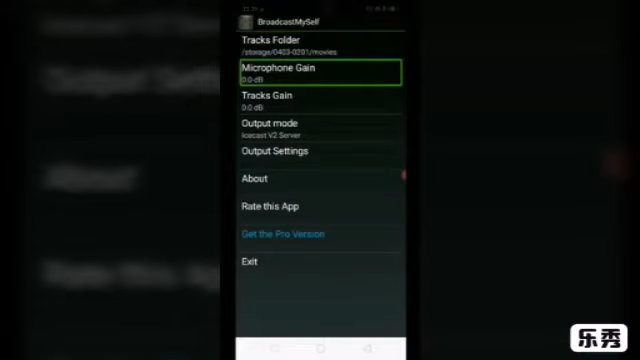 BroadcastMySelf
Tracks Folder
/storage/0403-0201/movies
Microphone Gain
0.0 dB
Tracks Gain
0.0 dB
Output mode
Icecast V2 Server
Output Settings
About
Rate this App
Get the Pro Version
Exit
乐秀